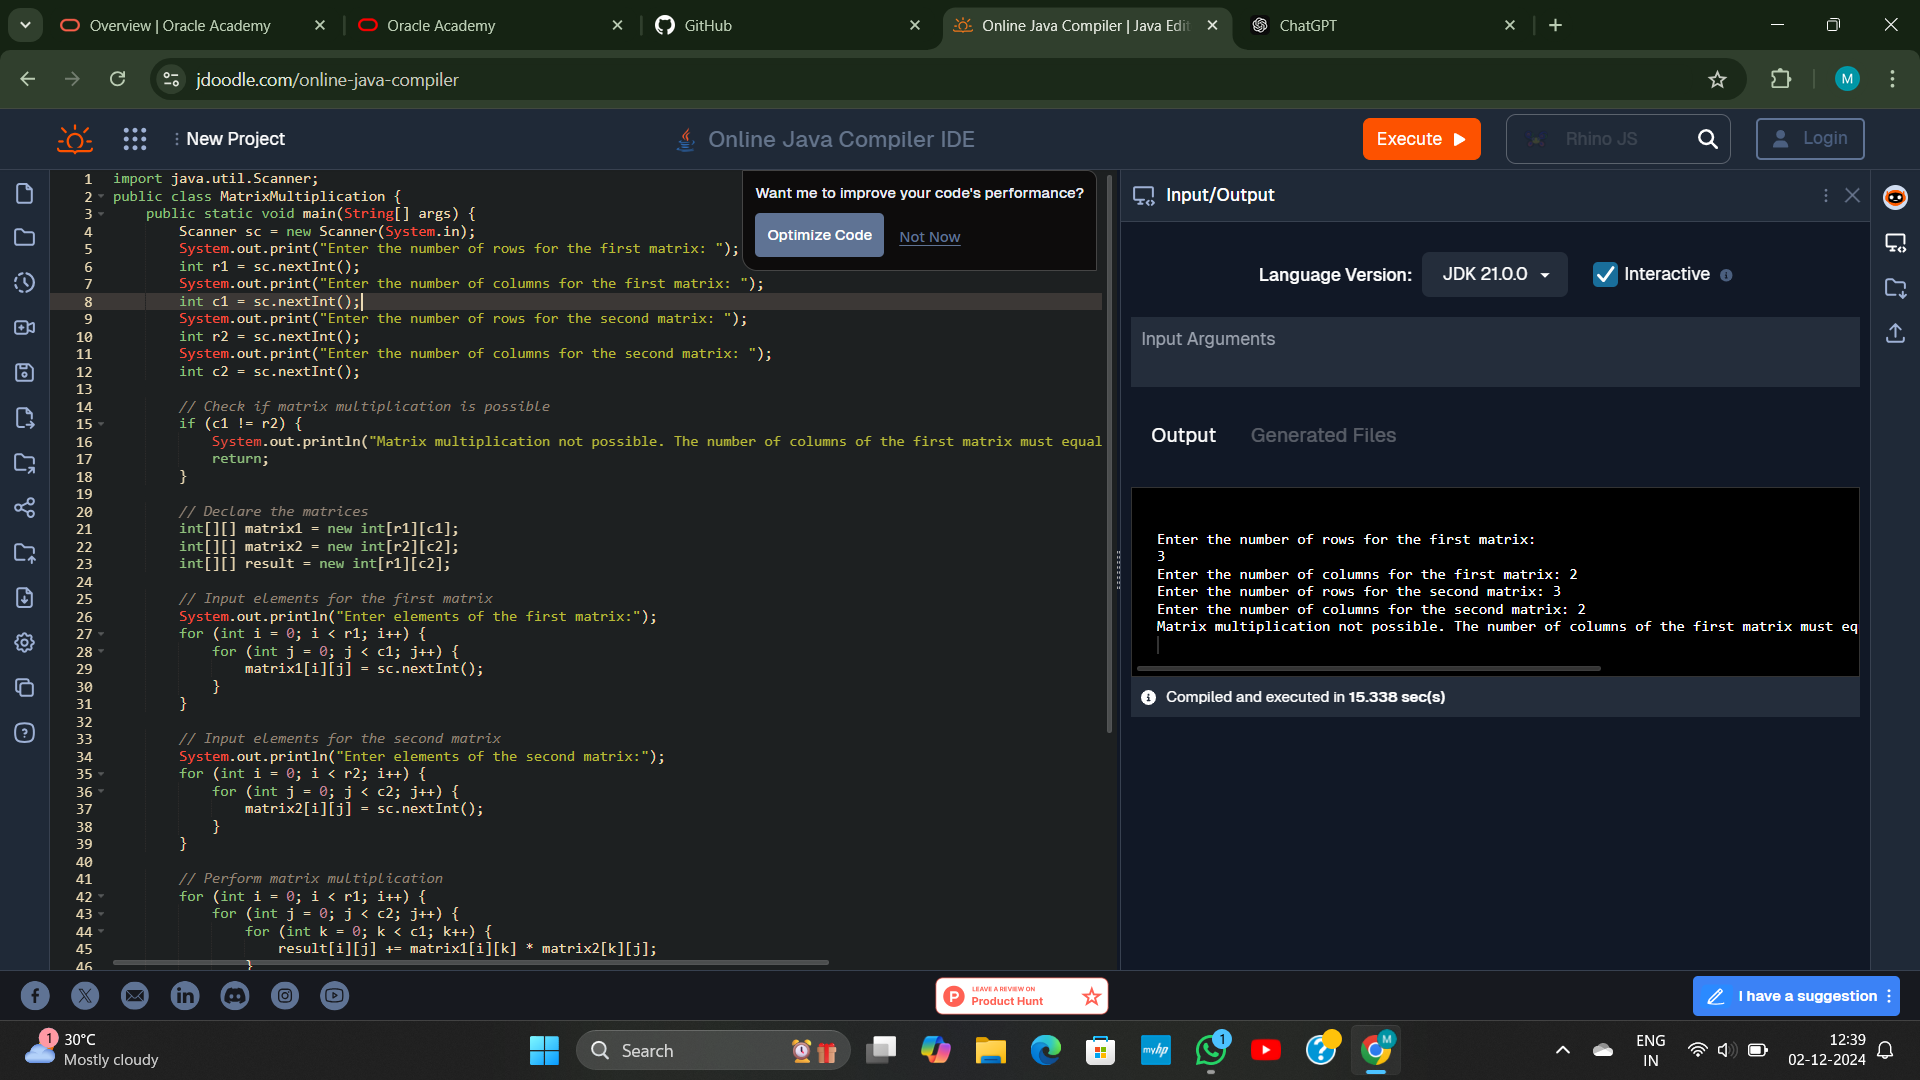 Overview | Oracle Academy
Oracle Academy
GitHub
Online Java Compiler | Java Edit
ChatGPT
jdoodle.com/online-java-compiler
M
New Project
Online Java Compiler IDE
Execute
Rhino JS
Login
1 import java.util.Scanner;
2 public class MatrixMultiplication {
3 public static void main(String[] args) {
4 Scanner sc = new Scanner(System.in);
5 System.out.print("Enter the number of rows for the first matrix: ");
6 int r1 = sc.nextInt();
7 System.out.print("Enter the number of columns for the first matrix: ");
8 int c1 = sc.nextInt();
9 System.out.print("Enter the number of rows for the second matrix: ");
10 int r2 = sc.nextInt();
11 System.out.print("Enter the number of columns for the second matrix: ");
12 int c2 = sc.nextInt();
13
14 // Check if matrix multiplication is possible
15 if (c1 != r2) {
16 System.out.println("Matrix multiplication not possible. The number of columns of the first matrix must equal
17 return;
18 }
19
20 // Declare the matrices
21 int[][] matrix1 = new int[r1][c1];
22 int[][] matrix2 = new int[r2][c2];
23 int[][] result = new int[r1][c2];
24
25 // Input elements for the first matrix
26 System.out.println("Enter elements of the first matrix:");
27 for (int i = 0; i < r1; i++) {
28 for (int j = 0; j < c1; j++) {
29 matrix1[i][j] = sc.nextInt();
30 }
31 }
32
33 // Input elements for the second matrix
34 System.out.println("Enter elements of the second matrix:");
35 for (int i = 0; i < r2; i++) {
36 for (int j = 0; j < c2; j++) {
37 matrix2[i][j] = sc.nextInt();
38 }
39 }
40
41 // Perform matrix multiplication
42 for (int i = 0; i < r1; i++) {
43 for (int j = 0; j < c2; j++) {
44 for (int k = 0; k < c1; k++) {
45 result[i][j] += matrix1[i][k] * matrix2[k][j];
46 }
Want me to improve your code's performance?
Optimize Code
Not Now
Input/Output
Language Version:
JDK 21.0.0
Interactive
Input Arguments
Output
Generated Files
Enter the number of rows for the first matrix:
3
Enter the number of columns for the first matrix: 2
Enter the number of rows for the second matrix: 3
Enter the number of columns for the second matrix: 2
Matrix multiplication not possible. The number of columns of the first matrix must eq
Compiled and executed in 15.338 sec(s)
LEAVE A REVIEW ON
Product Hunt
I have a suggestion
1
30°C
Mostly cloudy
Search
myhp
1
M
ENG
IN
12:39
02-12-2024